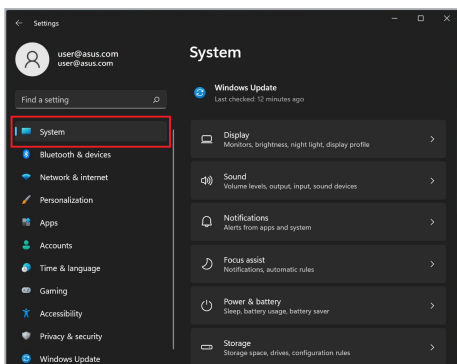 Settings
user@asus.com
user@asus.com
Find a setting
System
Bluetooth & devices
Network & internet
Personalization
Apps
Accounts
Time & language
Gaming
Accessibility
Privacy & security
Windows Update
System
Windows Update
Last checked: 12 minutes ago
Display
Monitors, brightness, night light, display profile
Sound
Volume levels, output, input, sound devices
Notifications
Alerts from apps and system
Focus assist
Notifications, automatic rules
Power & battery
Sleep, battery usage, battery saver
Storage
Storage space, drives, configuration rules